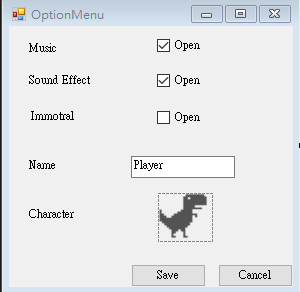 OptionMenu
Music Open
Sound Effect Open
Immotral Open
Name Player
Character
Save Cancel